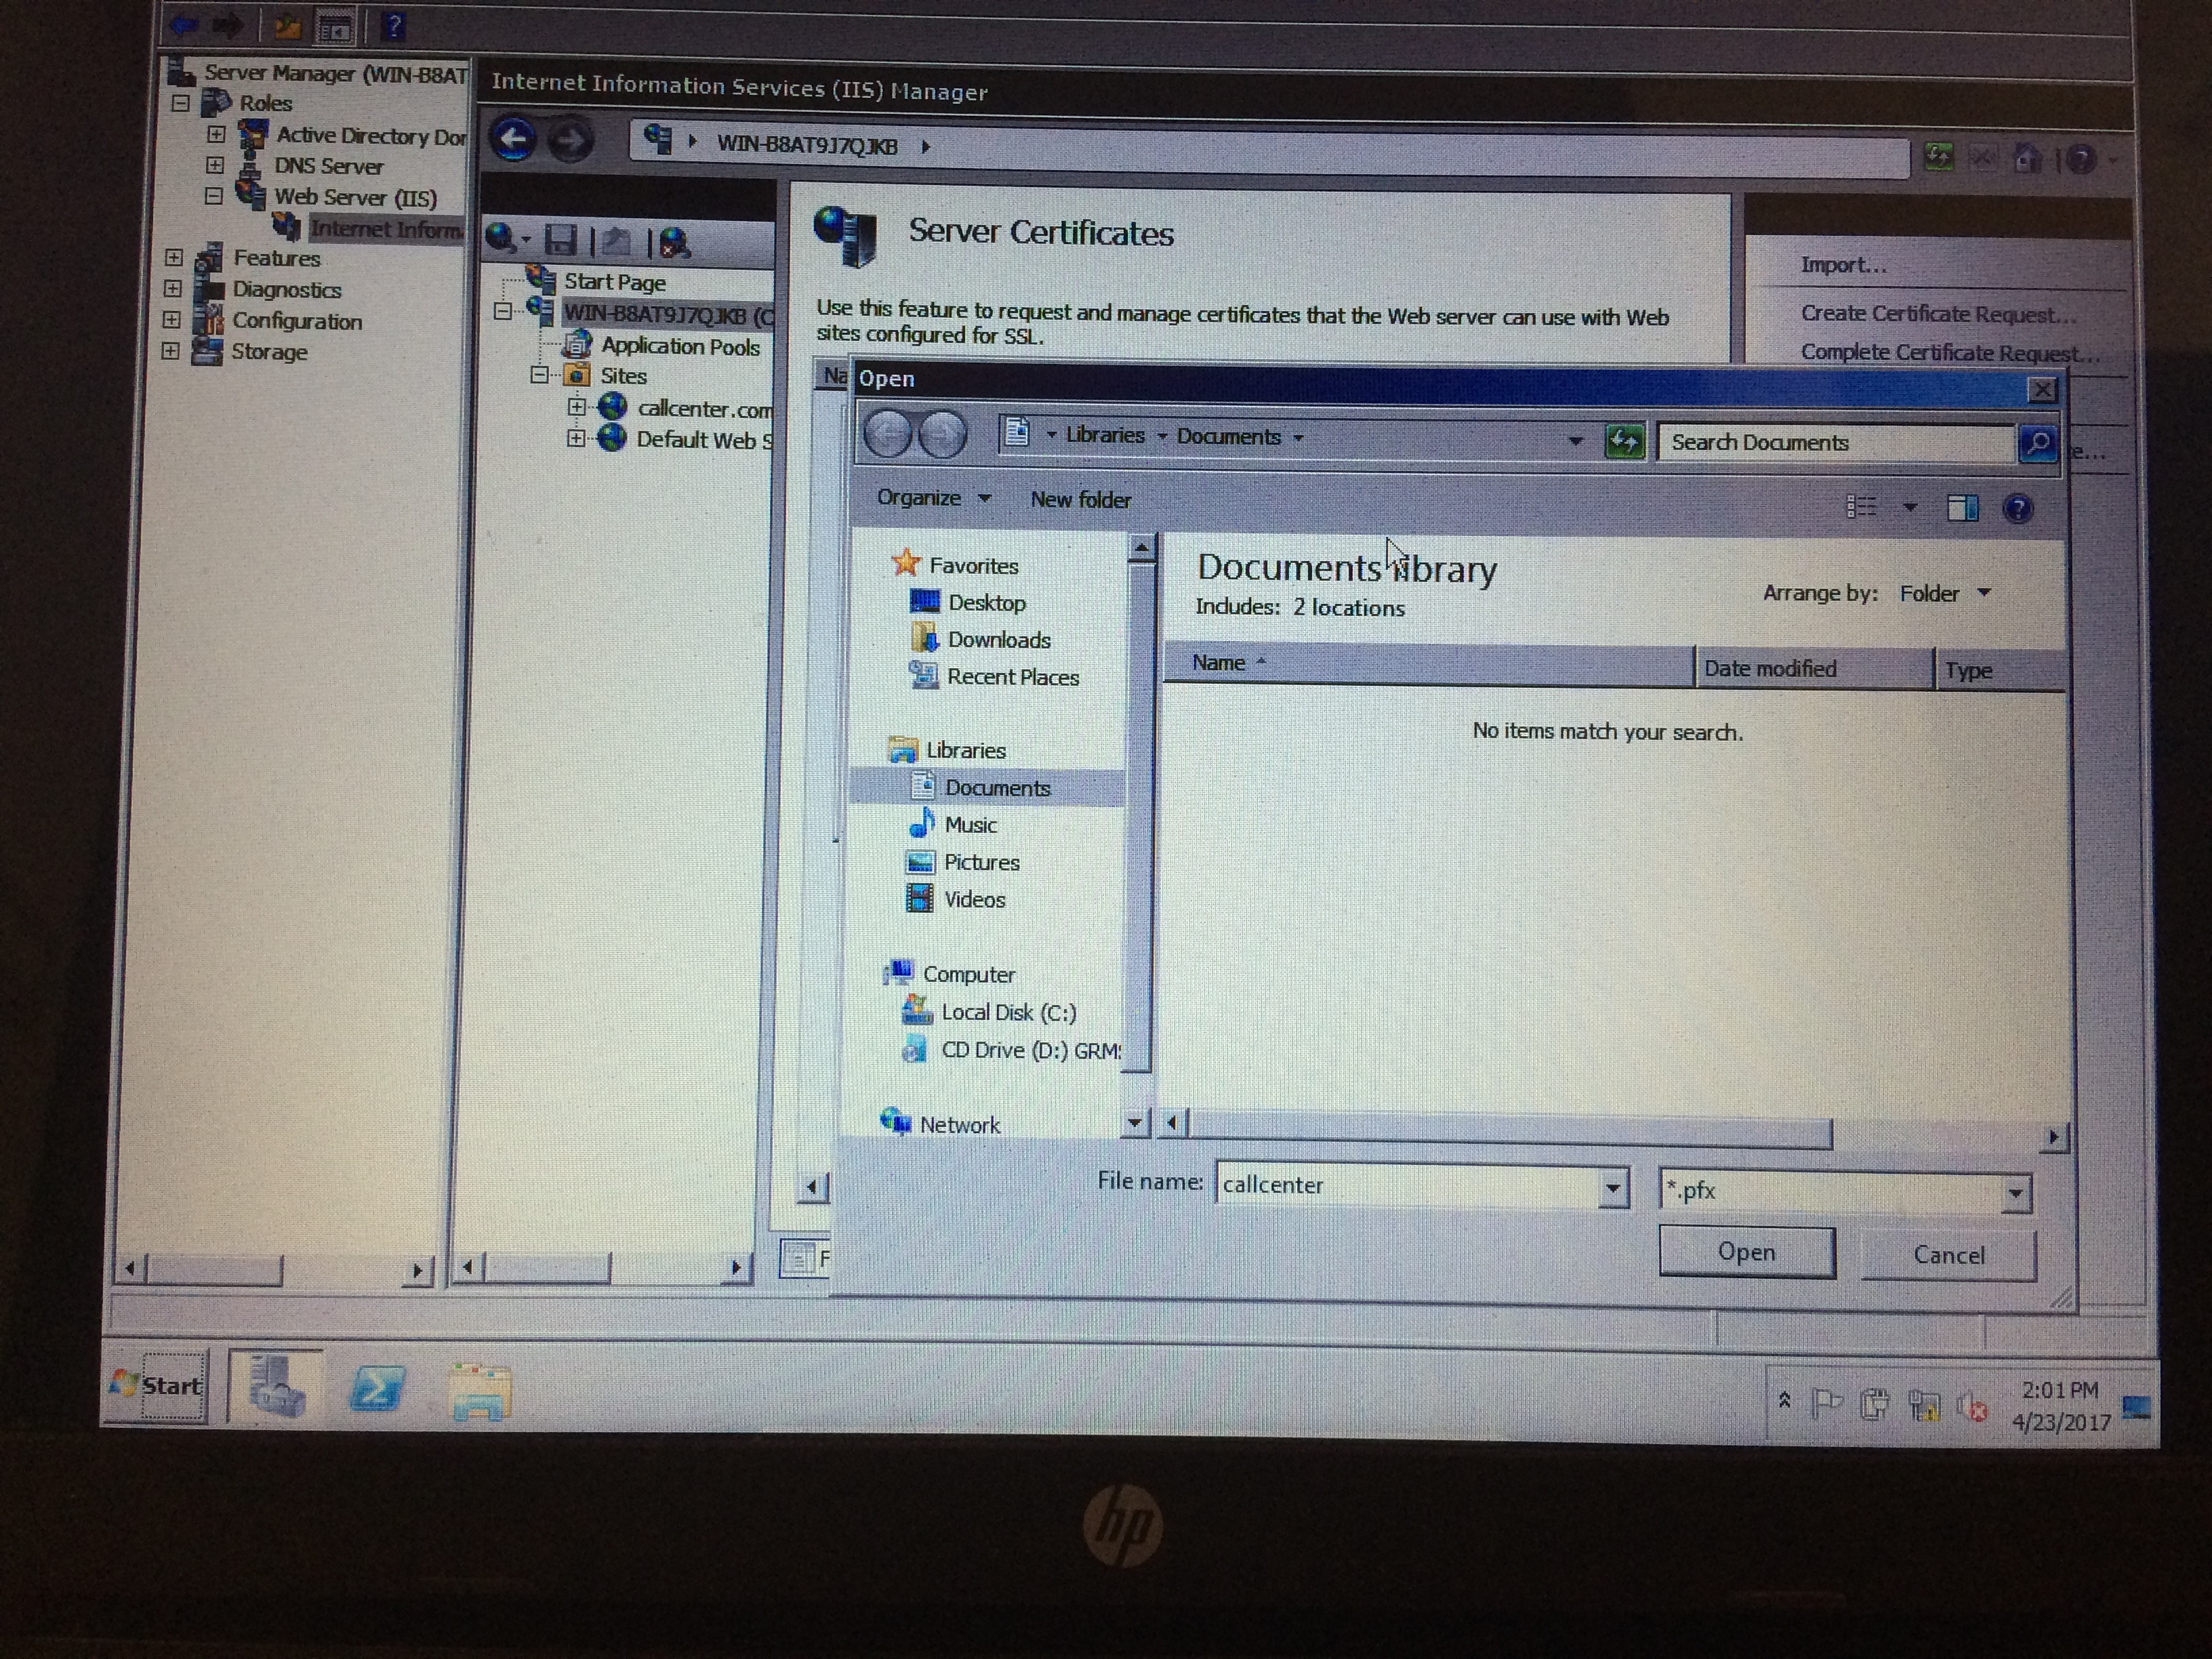 Server Manager (WIN-B8AT
Roles
Active Directory Dor
DNS Server
Web Server (IIS)
Internet Inform
Features
Diagnostics
Configuration
Storage
Internet Information Services (IIS) Manager
WIN-B8AT9J7QJKB
Start Page
WIN-B8AT9J7QJKB (C
Application Pools
Sites
callcenter.com
Default Web S
Server Certificates
Use this feature to request and manage certificates that the Web server can use with Web
sites configured for SSL.
Na
Import...
Create Certificate Request...
Complete Certificate Request...
e...
Open
Libraries
Documents
Search Documents
Organize
New folder
Favorites
Desktop
Downloads
Recent Places
Libraries
Documents
Music
Pictures
Videos
Computer
Local Disk (C:)
CD Drive (D:) GRM
Network
Documents library
Includes: 2 locations
Arrange by: Folder
Name
Date modified
Type
No items match your search.
File name: callcenter
*.pfx
Open
Cancel
F
Start
2:01 PM
4/23/2017
hp